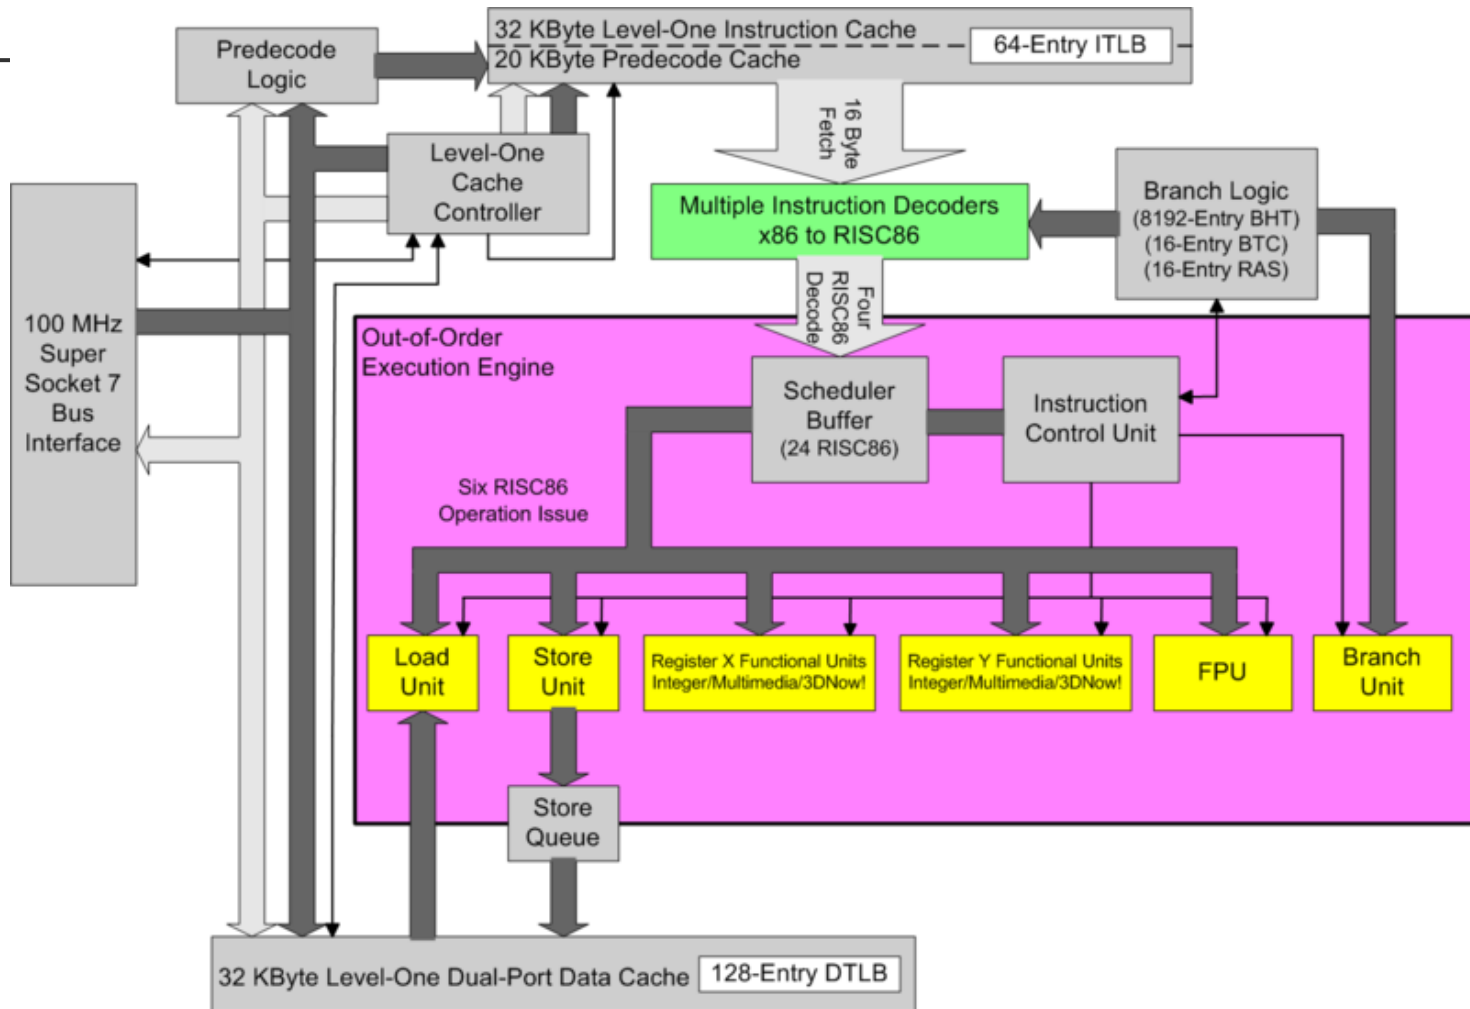 Predecode
Logic
32 KByte Level-One Instruction Cache
20 KByte Predecode Cache
64-Entry ITLB
Level-One
Cache
Controller
16 Byte
Fetch
Multiple Instruction Decoders
x86 to RISC86
Branch Logic
(8192-Entry BHT)
(16-Entry BTC)
(16-Entry RAS)
100 MHz
Super
Socket 7
Bus
Interface
Four
RISC86
Decode
Out-of-Order
Execution Engine
Scheduler
Buffer
(24 RISC86)
Instruction
Control Unit
Six RISC86
Operation Issue
Load
Unit
Store
Unit
Register X Functional Units
Integer/Multimedia/3DNow!
Register Y Functional Units
Integer/Multimedia/3DNow!
FPU
Branch
Unit
Store
Queue
32 KByte Level-One Dual-Port Data Cache
128-Entry DTLB